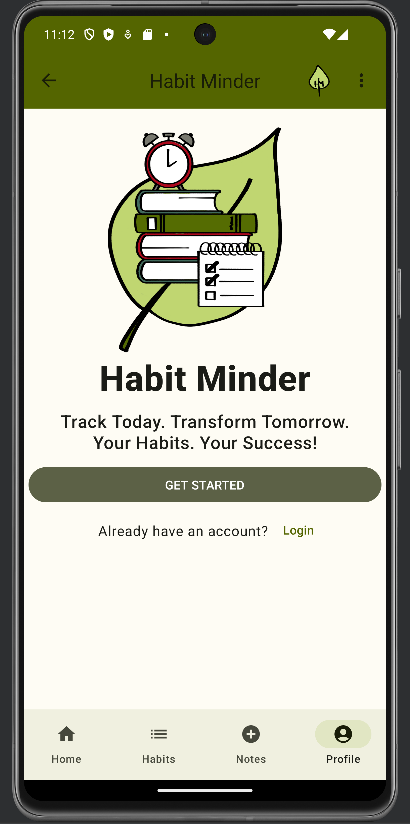 11:12
Habit Minder
Habit Minder
Track Today. Transform Tomorrow.
Your Habits. Your Success!
GET STARTED
Already have an account? Login
Home Habits Notes Profile